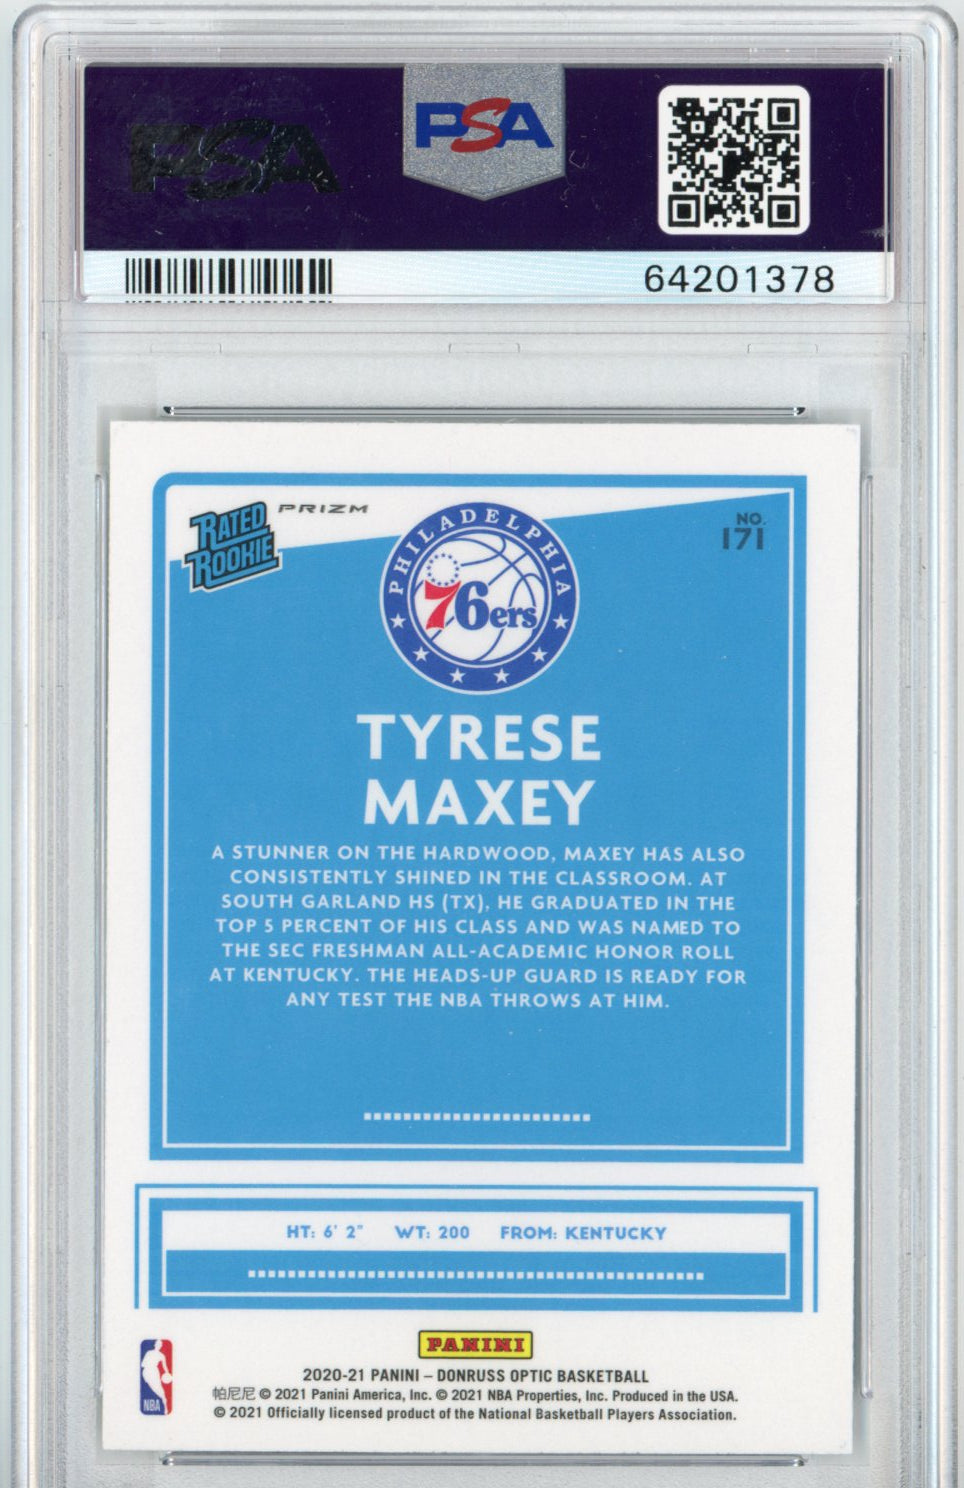 PSA
PSA
64201378
RATED
ROOKIE
PRIZM
PHILADELPHIA
76ers
NO.
171
TYRESE
MAXEY
A STUNNER ON THE HARDWOOD, MAXEY HAS ALSO
CONSISTENTLY SHINED IN THE CLASSROOM. AT
SOUTH GARLAND HS (TX), HE GRADUATED IN THE
TOP 5 PERCENT OF HIS CLASS AND WAS NAMED TO
THE SEC FRESHMAN ALL-ACADEMIC HONOR ROLL
AT KENTUCKY. THE HEADS-UP GUARD IS READY FOR
ANY TEST THE NBA THROWS AT HIM.
HT: 6' 2" WT: 200 FROM: KENTUCKY
PANINI
NBA
2020-21 PANINI – DONRUSS OPTIC BASKETBALL
帕尼尼 © 2021 Panini America, Inc. © 2021 NBA Properties, Inc. Produced in the USA.
© 2021 Officially licensed product of the National Basketball Players Association.